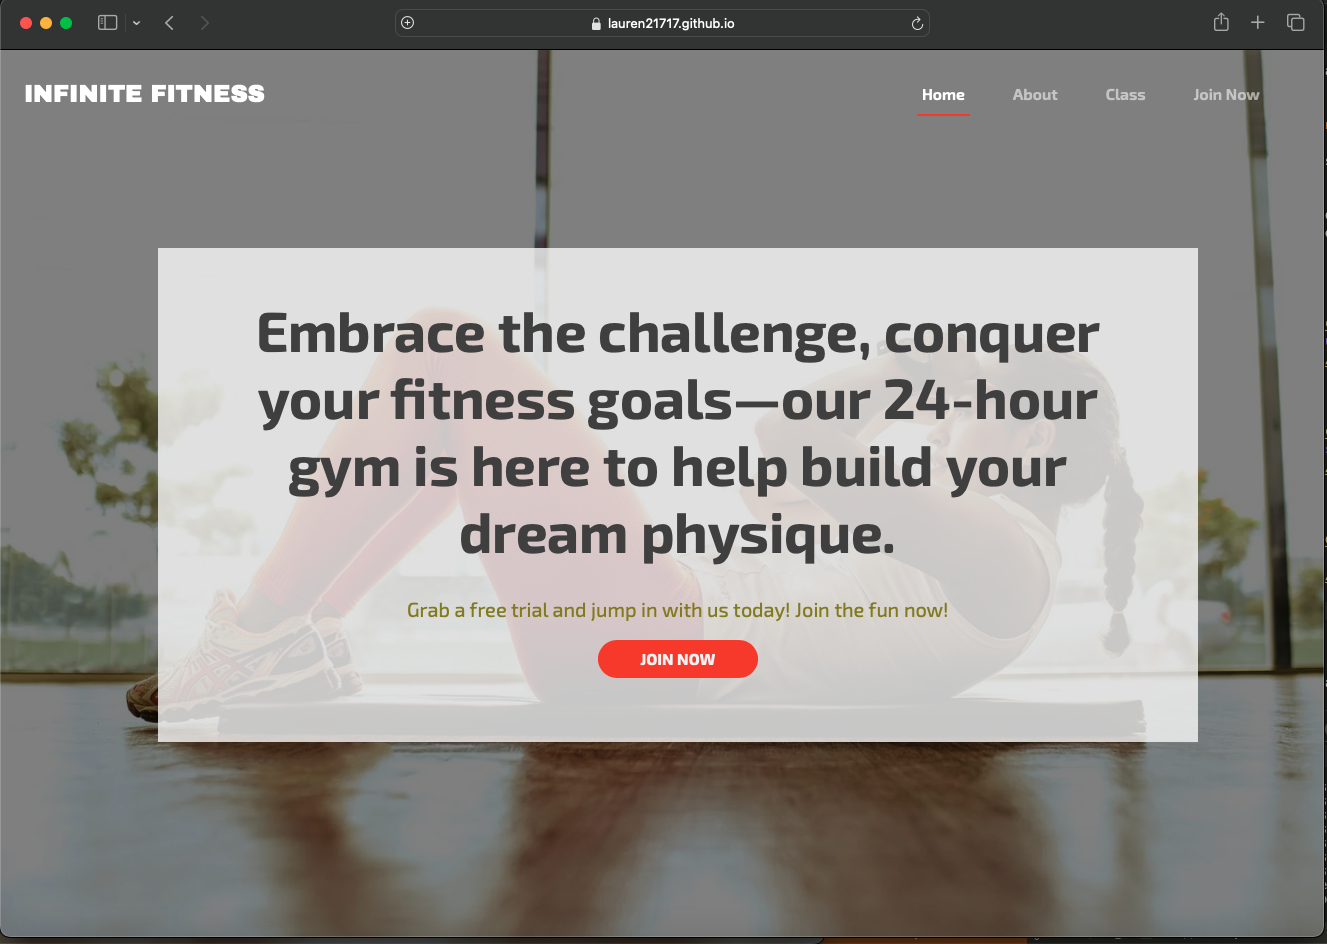 lauren21717.github.io
INFINITE FITNESS
Home About Class Join Now
Embrace the challenge, conquer
your fitness goals—our 24-hour
gym is here to help build your
dream physique.
Grab a free trial and jump in with us today! Join the fun now!
JOIN NOW